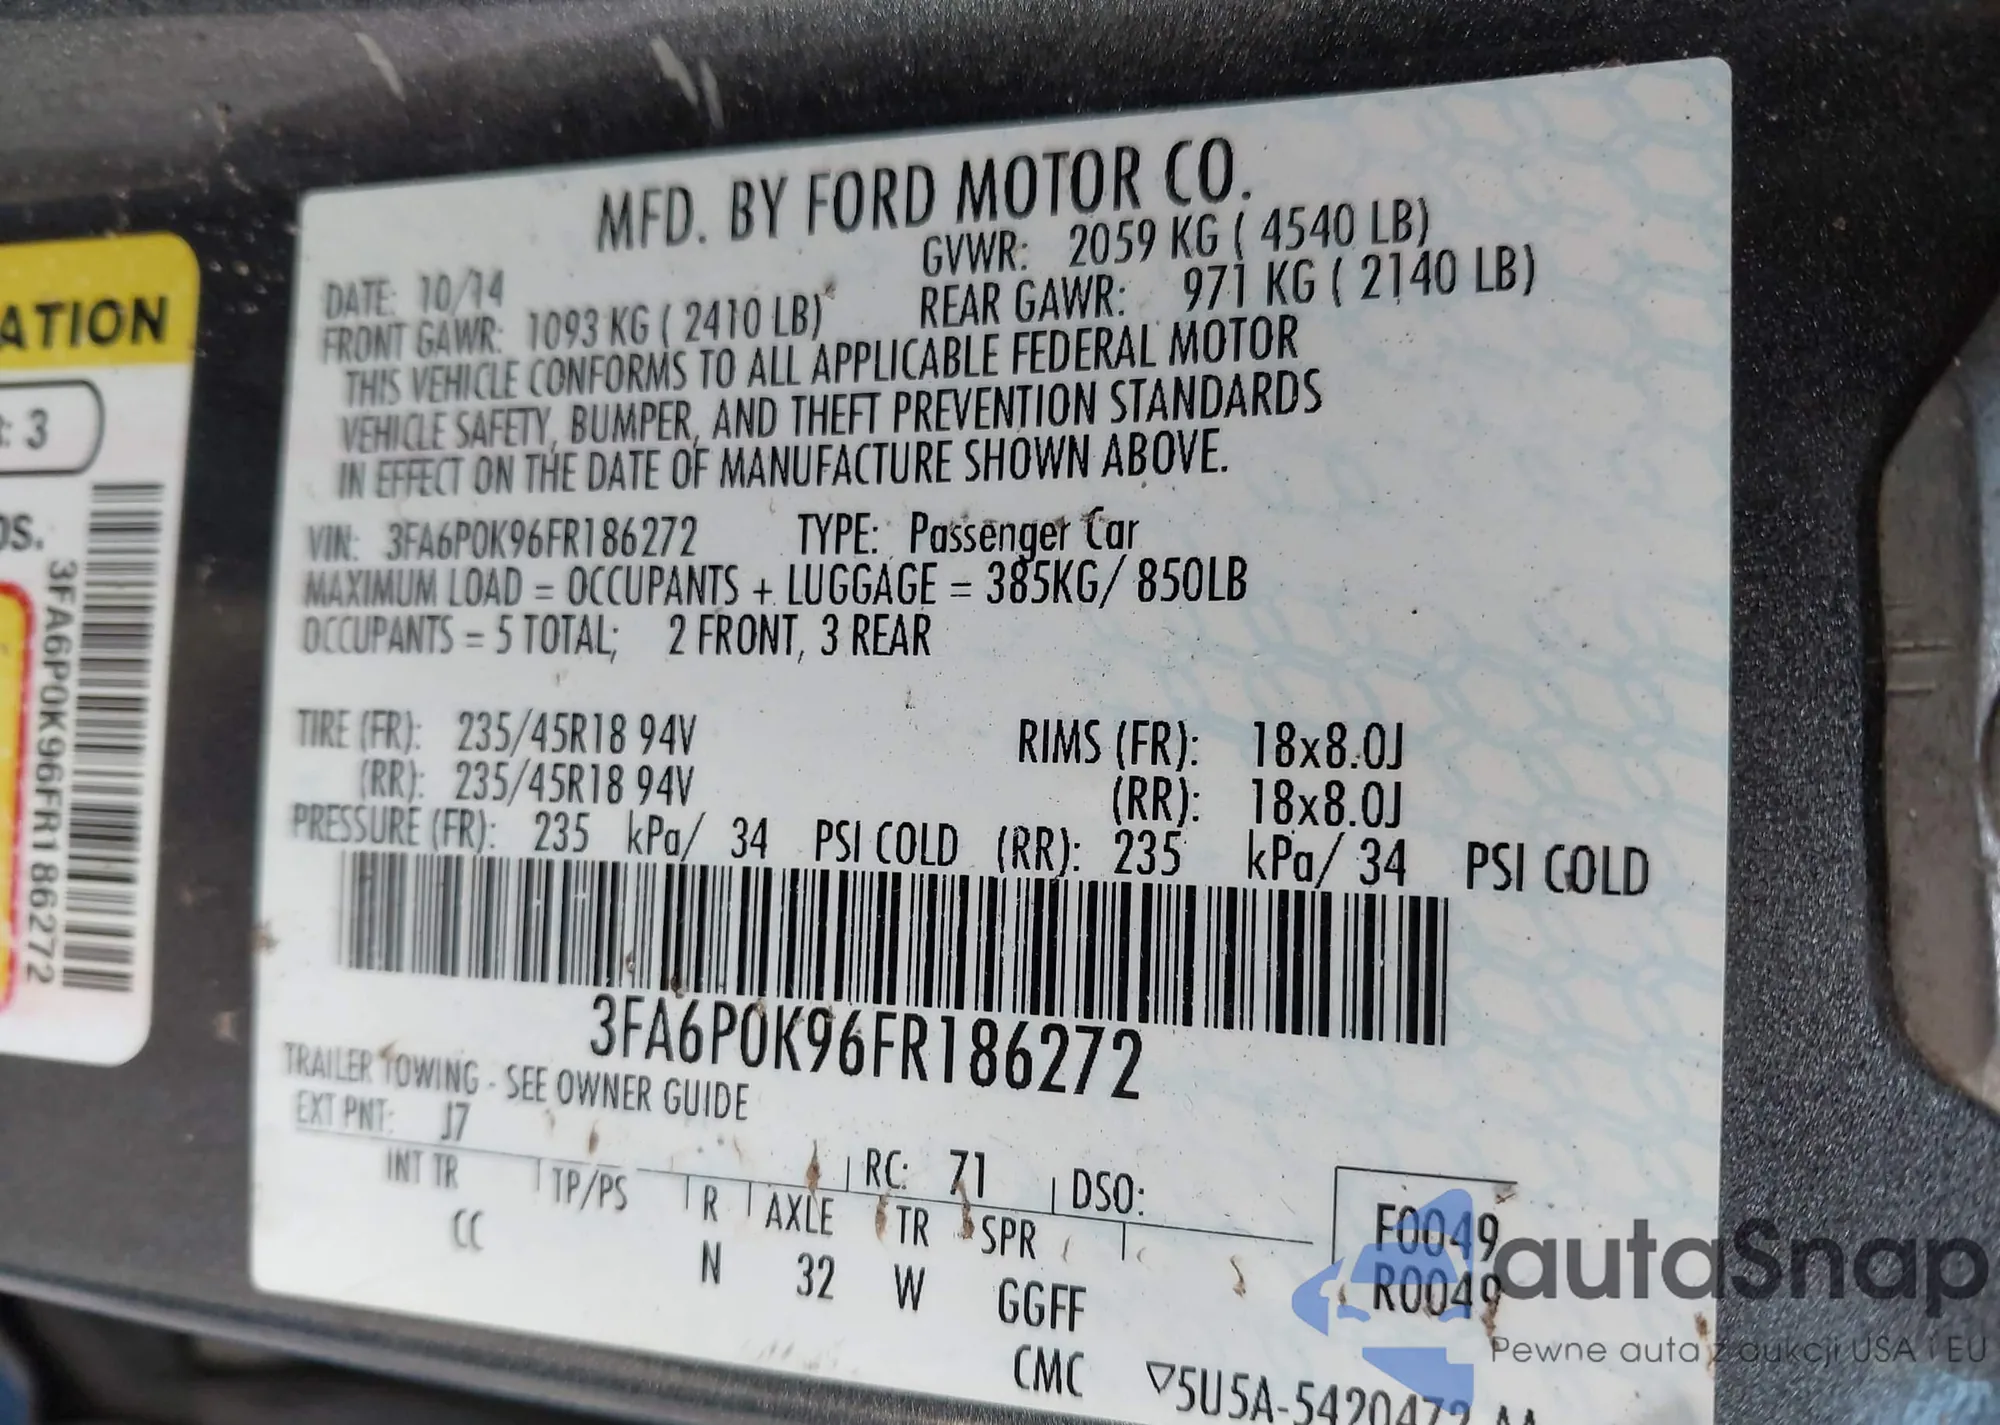 MFD. BY FORD MOTOR CO.
DATE: 10/14 GVWR: 2059 KG ( 4540 LB)
FRONT GAWR: 1093 KG ( 2410 LB) REAR GAWR: 971 KG ( 2140 LB)
THIS VEHICLE CONFORMS TO ALL APPLICABLE FEDERAL MOTOR
VEHICLE SAFETY, BUMPER, AND THEFT PREVENTION STANDARDS
IN EFFECT ON THE DATE OF MANUFACTURE SHOWN ABOVE.
VIN: 3FA6P0K96FR186272 TYPE: Passenger Car
MAXIMUM LOAD = OCCUPANTS + LUGGAGE = 385KG/ 850LB
OCCUPANTS = 5 TOTAL; 2 FRONT, 3 REAR
TIRE (FR): 235/45R18 94V RIMS (FR): 18x8.0J
(RR): 235/45R18 94V (RR): 18x8.0J
PRESSURE (FR): 235 kPa/ 34 PSI COLD (RR): 235 kPa/ 34 PSI COLD
3FA6P0K96FR186272
TRAILER TOWING - SEE OWNER GUIDE
EXT PNT: J7 RC: 71 DSO:
INT TR TP/PS R AXLE TR SPR
CC N 32 W GGFF
F0049
R0049
CMC ▽5U5A-5420472
ATION
: 3
OS.
3FA6P0K96FR186272
autaSnap
Pewne auta z aukcji USA i EU